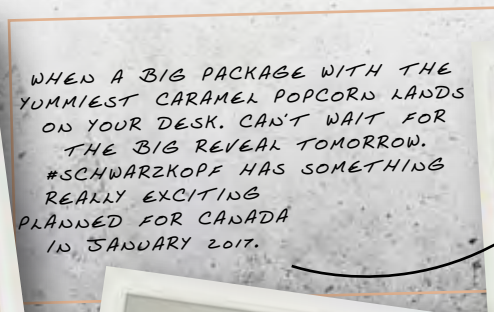 WHEN A BIG PACKAGE WITH THE
YUMMIEST CARAMEL POPCORN LANDS
ON YOUR DESK. CAN'T WAIT FOR
THE BIG REVEAL TOMORROW.
#SCHWARZKOPF HAS SOMETHING
REALLY EXCITING
PLANNED FOR CANADA
IN JANUARY 2017.